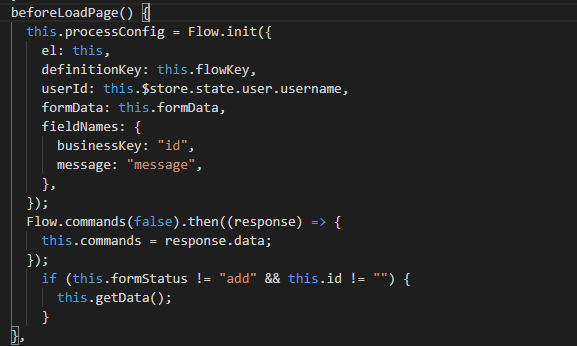 beforeLoadPage() {
this.processConfig = Flow.init({
el: this,
definitionKey: this.flowKey,
userId: this.$store.state.user.username,
formData: this.formData,
fieldNames: {
businessKey: "id",
message: "message",
},
});
Flow.commands(false).then((response) => {
this.commands = response.data;
});
if (this.formStatus != "add" && this.id != "") {
this.getData();
}
},